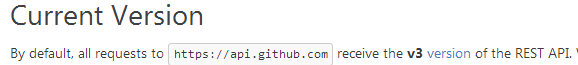 Current Version
By default, all requests to https://api.github.com receive the v3 version of the REST API.